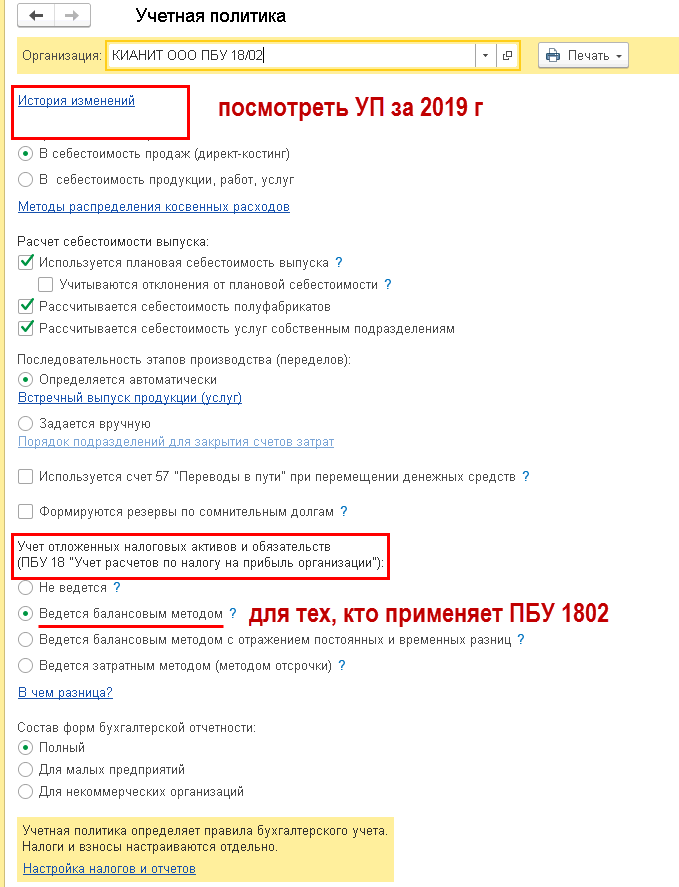 Учетная политика
Организация: КИАНИТ ООО ПБУ 18/02 Печать
История изменений посмотреть УП за 2019 г
В себестоимость продаж (директ-костинг)
В себестоимость продукции, работ, услуг
Методы распределения косвенных расходов
Расчет себестоимости выпуска:
Используется плановая себестоимость выпуска ?
Учитываются отклонения от плановой себестоимости ?
Рассчитывается себестоимость полуфабрикатов
Рассчитывается себестоимость услуг собственным подразделениям
Последовательность этапов производства (переделов):
Определяется автоматически
Встречный выпуск продукции (услуг)
Задается вручную
Порядок подразделений для закрытия счетов затрат
Используется счет 57 "Переводы в пути" при перемещении денежных средств ?
Формируются резервы по сомнительным долгам ?
Учет отложенных налоговых активов и обязательств
(ПБУ 18 "Учет расчетов по налогу на прибыль организации"):
Не ведется ?
Ведется балансовым методом ? для тех, кто применяет ПБУ 1802
Ведется балансовым методом с отражением постоянных и временных разниц ?
Ведется затратным методом (методом отсрочки) ?
В чем разница?
Состав форм бухгалтерской отчетности:
Полный
Для малых предприятий
Для некоммерческих организаций
Учетная политика определяет правила бухгалтерского учета.
Налоги и взносы настраиваются отдельно.
Настройка налогов и отчетов